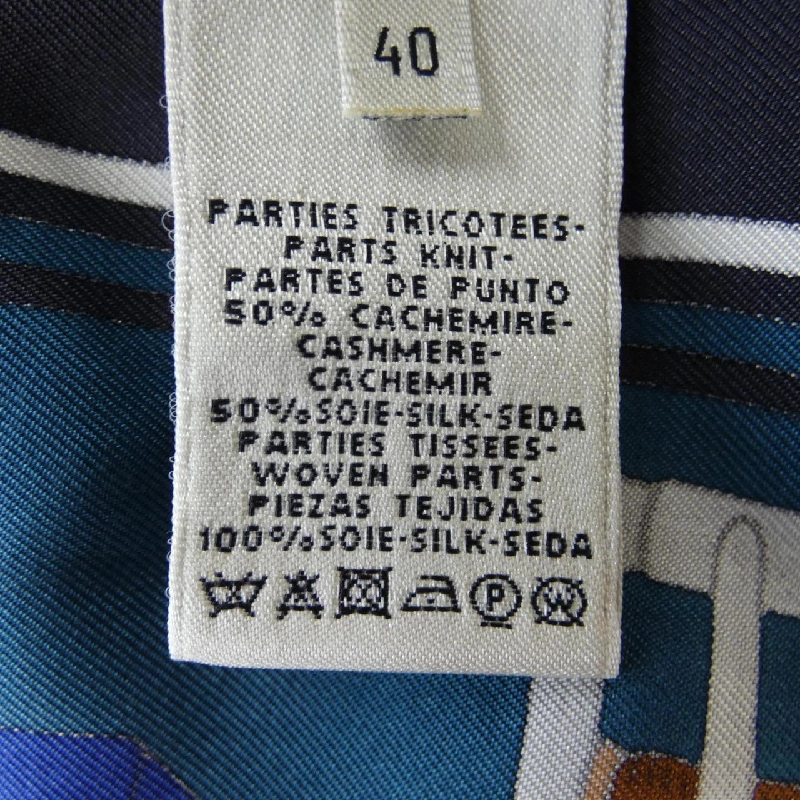 40
PARTIES TRICOTEES-
PARTS KNIT-
PARTES DE PUNTO
50% CACHEMIRE-
CASHMERE-
CACHEMIR
50% SOIE-SILK-SEDA
PARTIES TISSEES-
WOVEN PARTS-
PIEZAS TEJIDAS
100% SOIE-SILK-SEDA
P W